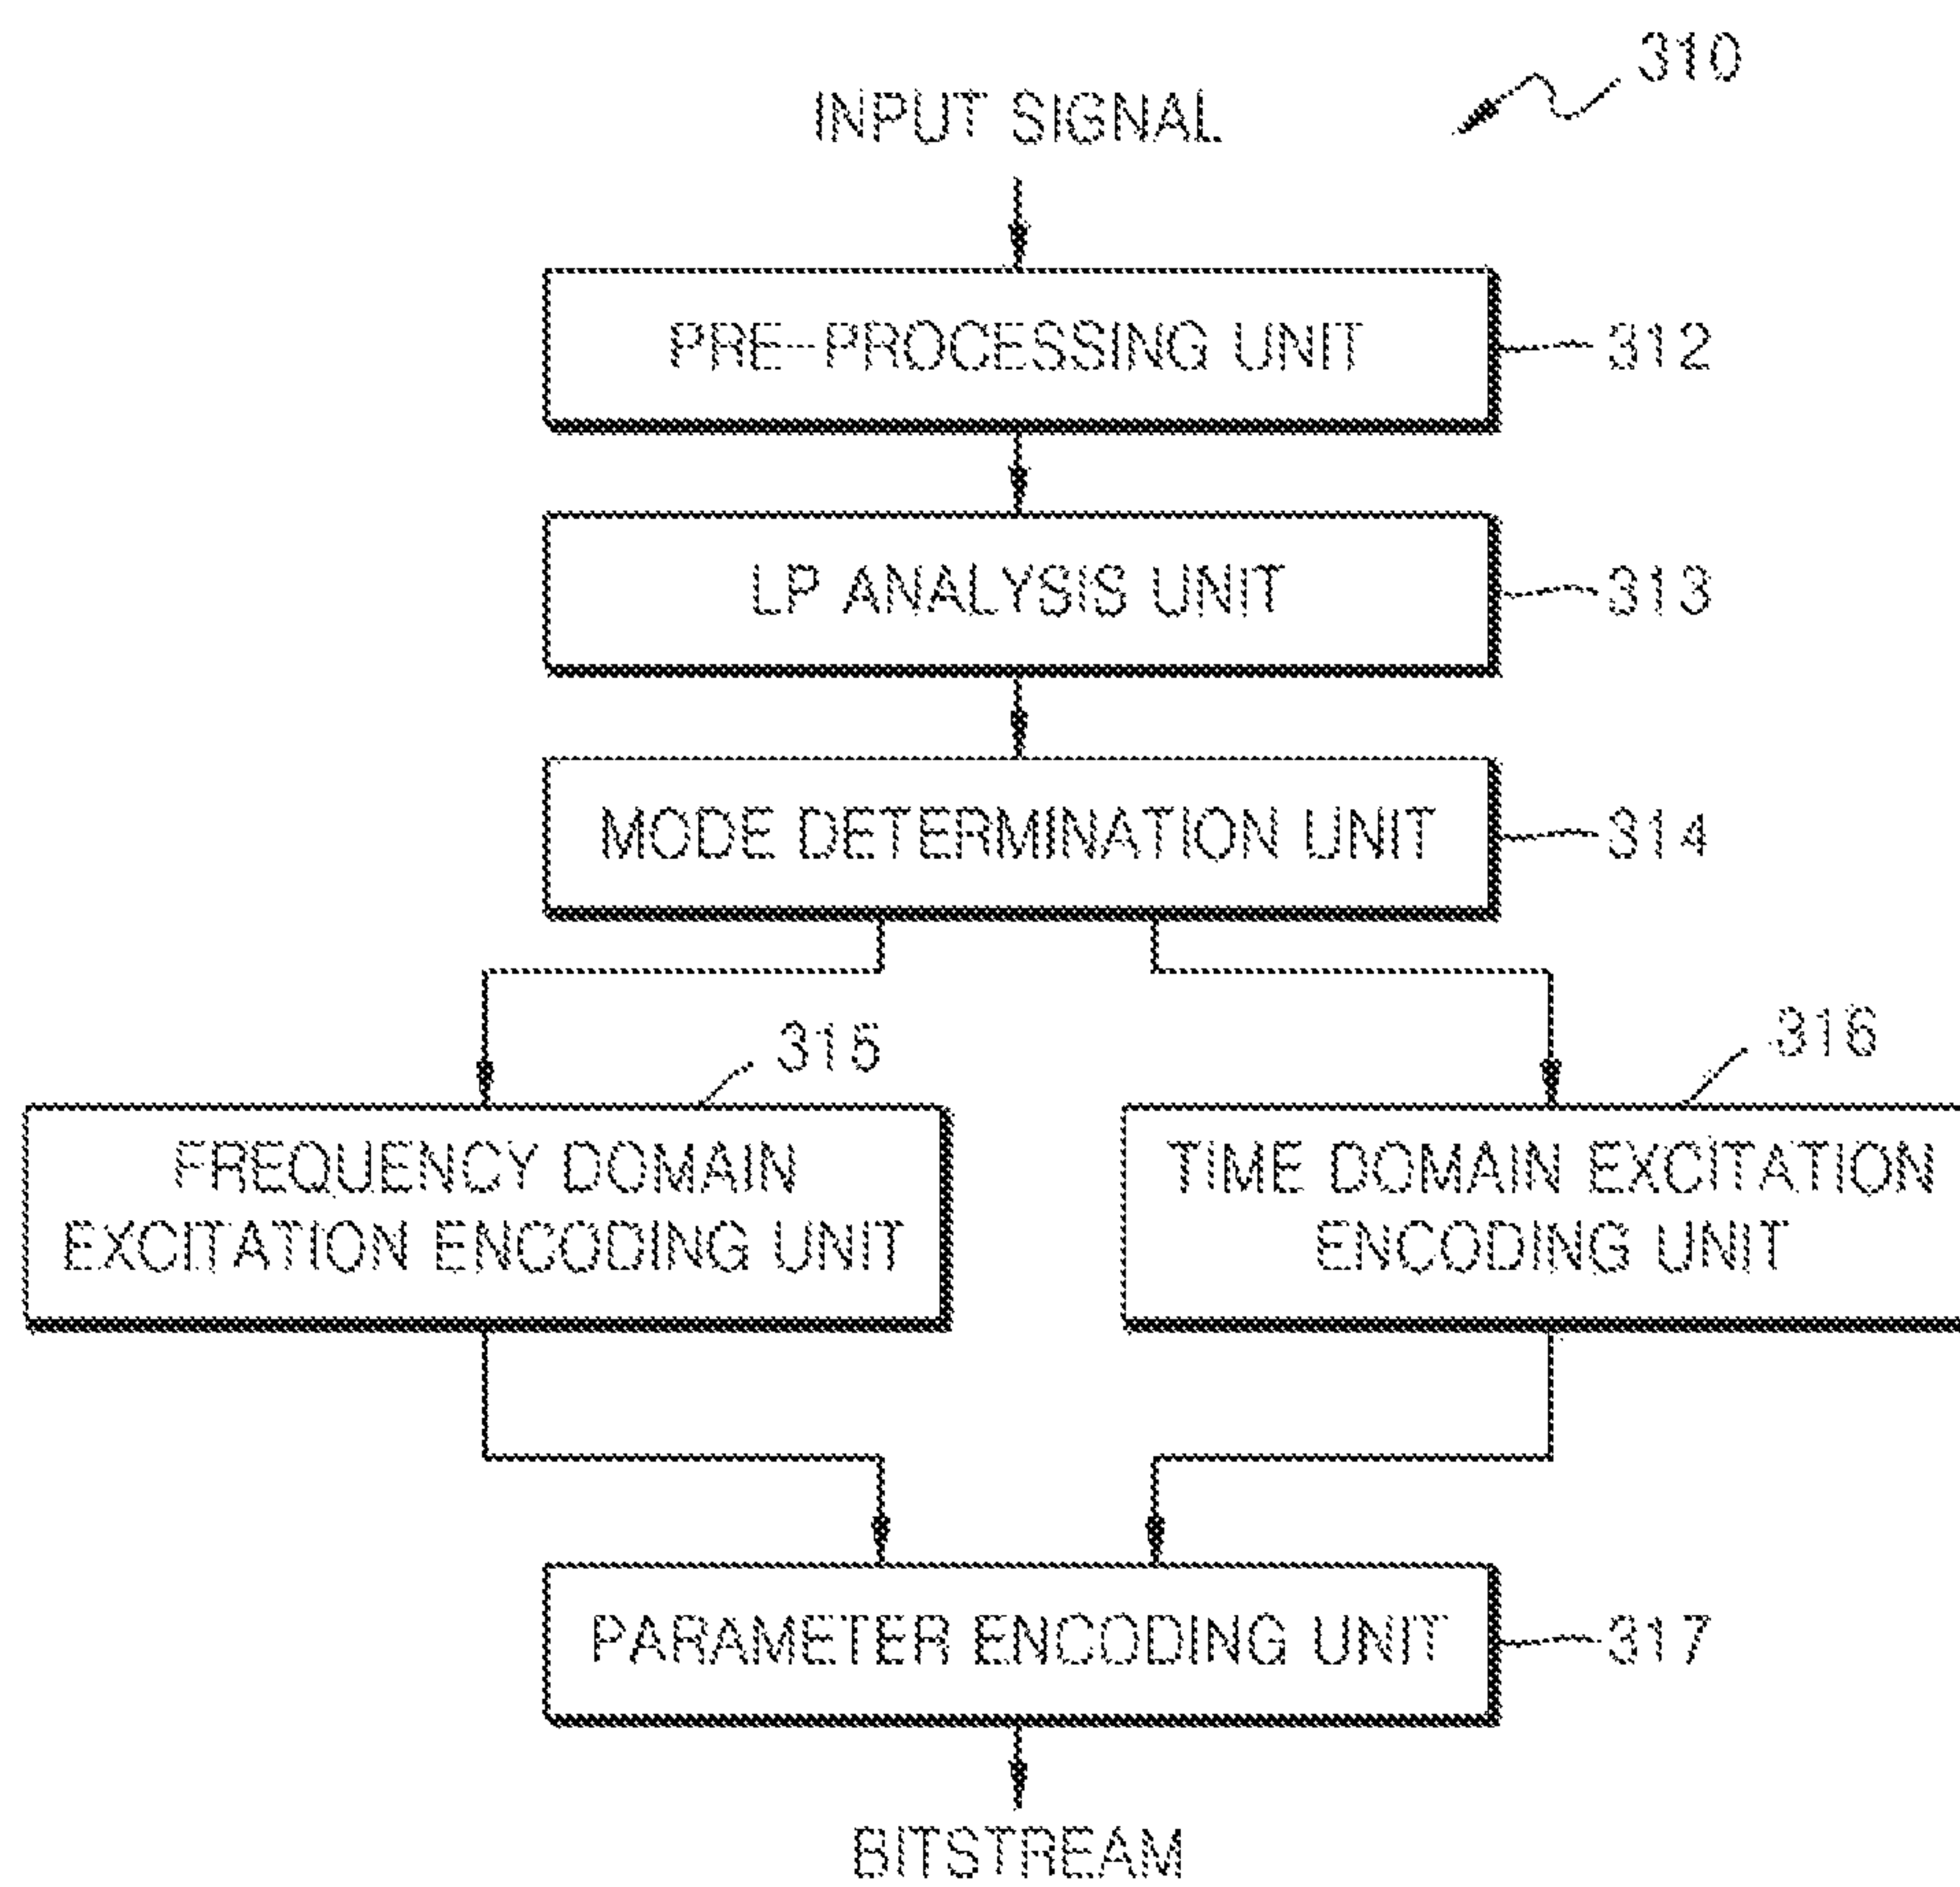 310
INPUT SIGNAL
PRE-PROCESSING UNIT
312
LP ANALYSIS UNIT
313
MODE DETERMINATION UNIT
314
315
316
FREQUENCY DOMAIN
EXCITATION ENCODING UNIT
TIME DOMAIN EXCITATION
ENCODING UNIT
PARAMETER ENCODING UNIT
317
BITSTREAM